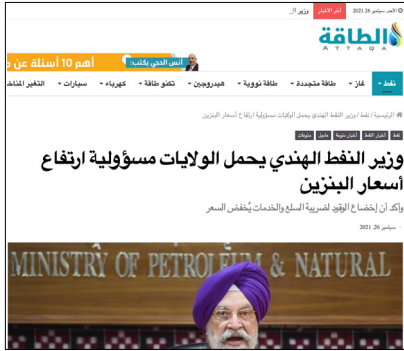 الأحد, سبتمبر 26 2021 أخر الأخبار وزير الـ
الطاقة
ATTAQA
أنس الحجي يكتب: أهم 10 أسئلة عن
نفط غاز طاقة متجددة طاقة نووية هيدروجين تكنو طاقة كهرباء سيارات التغير المناخ
الرئيسية / نفط / وزير النفط الهندي يحمل الولايات مسؤولية ارتفاع أسعار البنزين
نفط أخبار النفط أخبار منوعة عاجل منوعات
وزير النفط الهندي يحمل الولايات مسؤولية ارتفاع
أسعار البنزين
وأكد أن إخضاع الوقود لضريبة السلع والخدمات يُخفض السعر
سبتمبر 26, 2021
MINISTRY OF PETROLEUM & NATURAL